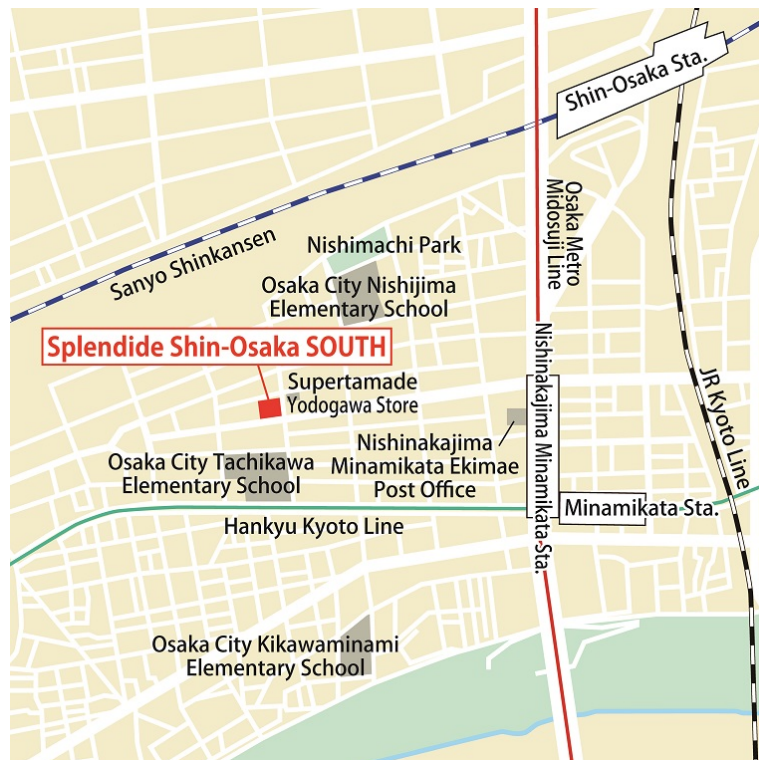 Shin-Osaka Sta.
Osaka Metro
Midosuji Line
Nishimachi Park
Sanyo Shinkansen
Osaka City Nishijima
Elementary School
Splendide Shin-Osaka SOUTH
Nishinakajima Minamikata Sta.
Supertamade
Yodogawa Store
JR Kyoto Line
Nishinakajima
Minamikata Ekimae
Post Office
Osaka City Tachikawa
Elementary School
Minamikata Sta.
Hankyu Kyoto Line
Osaka City Kikawaminami
Elementary School